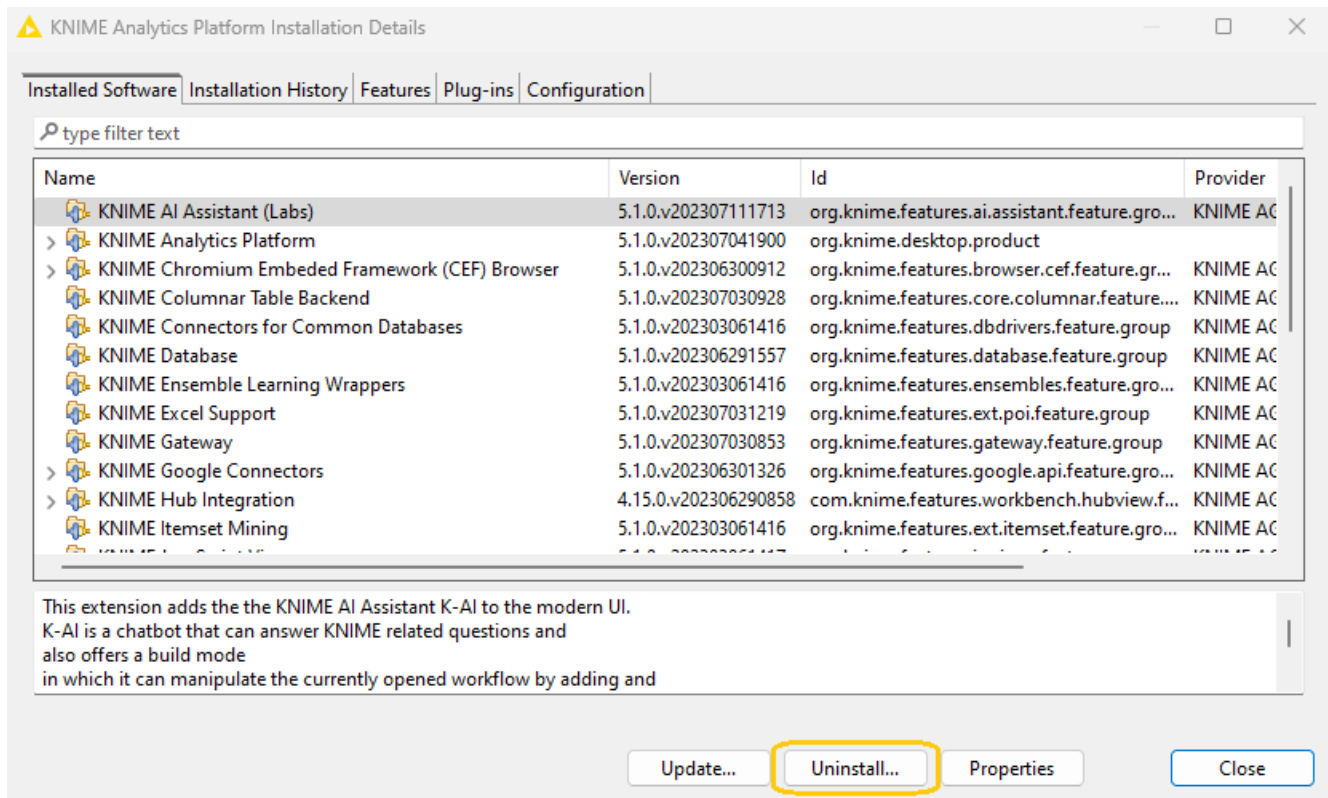 KNIME Analytics Platform Installation Details
Installed Software Installation History Features Plug-ins Configuration
type filter text
Name Version Id Provider
KNIME AI Assistant (Labs) 5.1.0.v202307111713 org.knime.features.ai.assistant.feature.gro... KNIME AG
KNIME Analytics Platform 5.1.0.v202307041900 org.knime.desktop.product
KNIME Chromium Embeded Framework (CEF) Browser 5.1.0.v202306300912 org.knime.features.browser.cef.feature.gr... KNIME AG
KNIME Columnar Table Backend 5.1.0.v202307030928 org.knime.features.core.columnar.feature.... KNIME AG
KNIME Connectors for Common Databases 5.1.0.v202303061416 org.knime.features.dbdrivers.feature.group KNIME AG
KNIME Database 5.1.0.v202306291557 org.knime.features.database.feature.group KNIME AG
KNIME Ensemble Learning Wrappers 5.1.0.v202303061416 org.knime.features.ensembles.feature.gro... KNIME AG
KNIME Excel Support 5.1.0.v202307031219 org.knime.features.ext.poi.feature.group KNIME AG
KNIME Gateway 5.1.0.v202307030853 org.knime.features.gateway.feature.group KNIME AG
KNIME Google Connectors 5.1.0.v202306301326 org.knime.features.google.api.feature.gro... KNIME AG
KNIME Hub Integration 4.15.0.v202306290858 com.knime.features.workbench.hubview.f... KNIME AG
KNIME Itemset Mining 5.1.0.v202303061416 org.knime.features.ext.itemset.feature.gro... KNIME AG
This extension adds the the KNIME AI Assistant K-AI to the modern UI.
K-AI is a chatbot that can answer KNIME related questions and
also offers a build mode
in which it can manipulate the currently opened workflow by adding and
Update... Uninstall... Properties Close